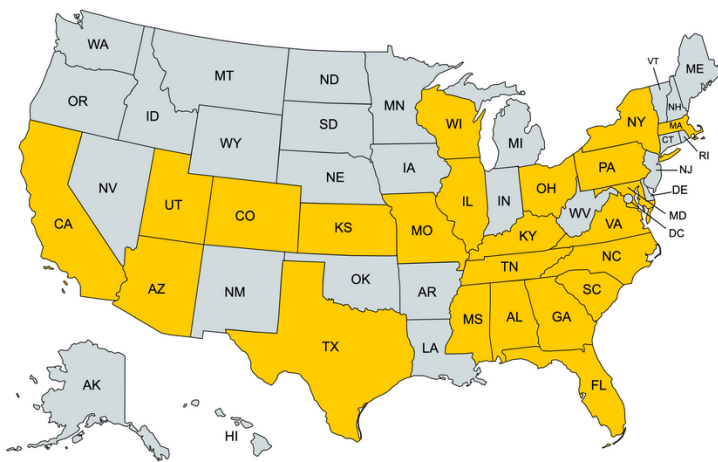 WA
MT
ND
MN
VT
ME
OR
ID
SD
WI
NH
WY
MI
NY
MA
CT
RI
IA
PA
NJ
NE
NV
UT
IL
IN
OH
DE
CA
CO
KS
MO
WV
MD
DC
KY
VA
TN
NC
AZ
NM
OK
AR
SC
MS
AL
GA
TX
LA
FL
AK
HI